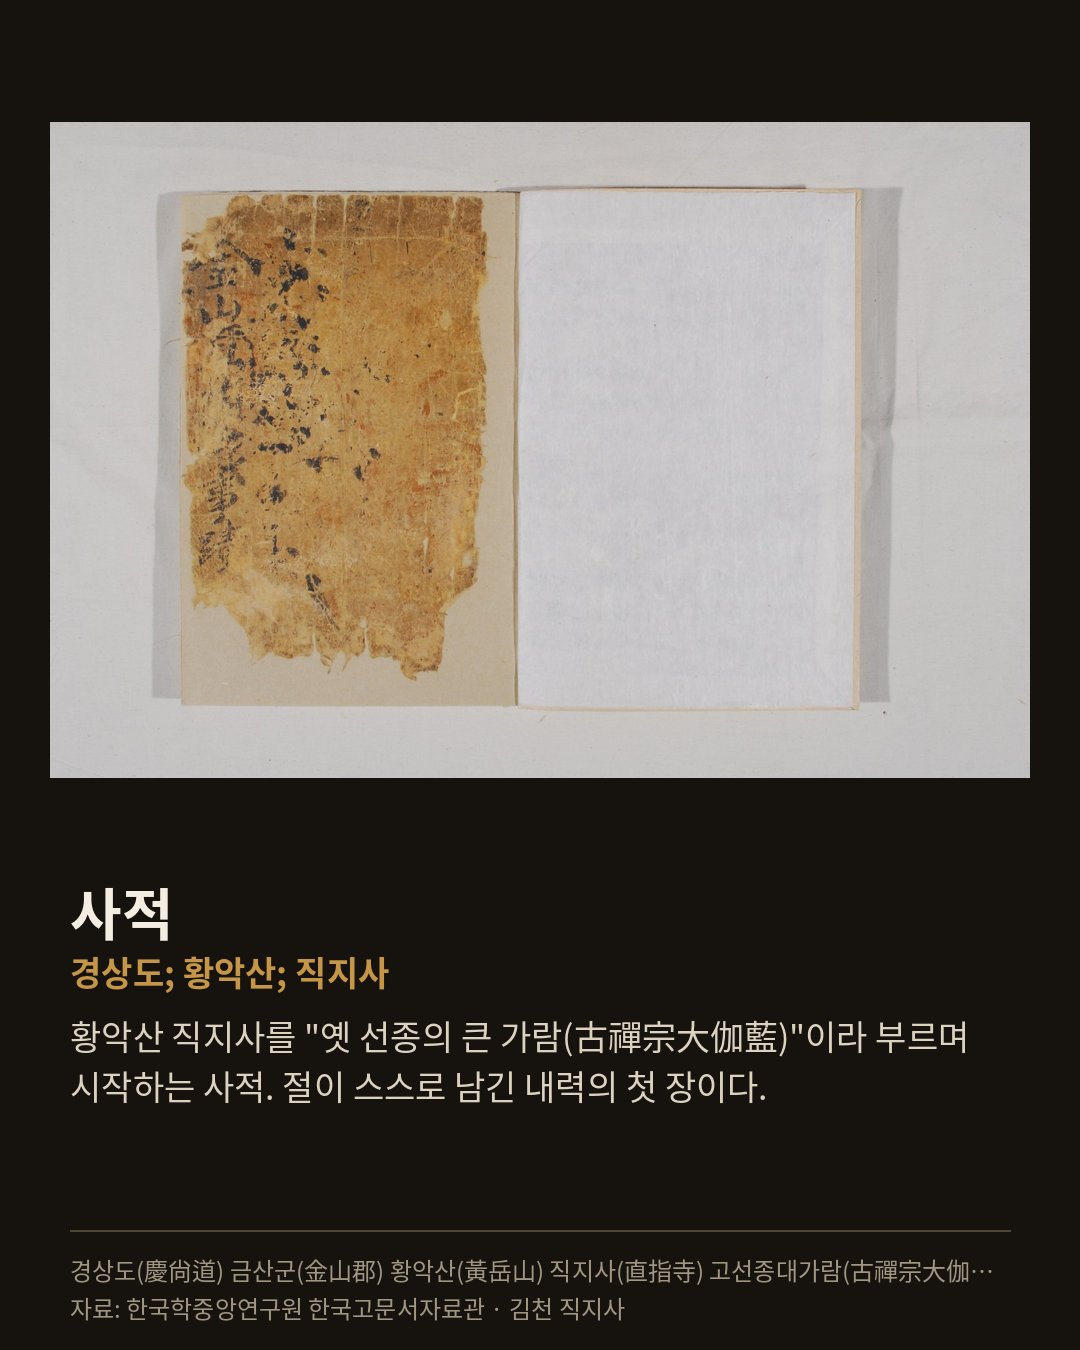 金山
事蹟
사적
경상도; 황악산; 직지사
황악산 직지사를 "옛 선종의 큰 가람(古禪宗大伽藍)"이라 부르며
시작하는 사적. 절이 스스로 남긴 내력의 첫 장이다.
경상도(慶尙道) 금산군(金山郡) 황악산(黃岳山) 직지사(直指寺) 고선종대가람(古禪宗大伽…
자료: 한국학중앙연구원 한국고문서자료관 · 김천 직지사